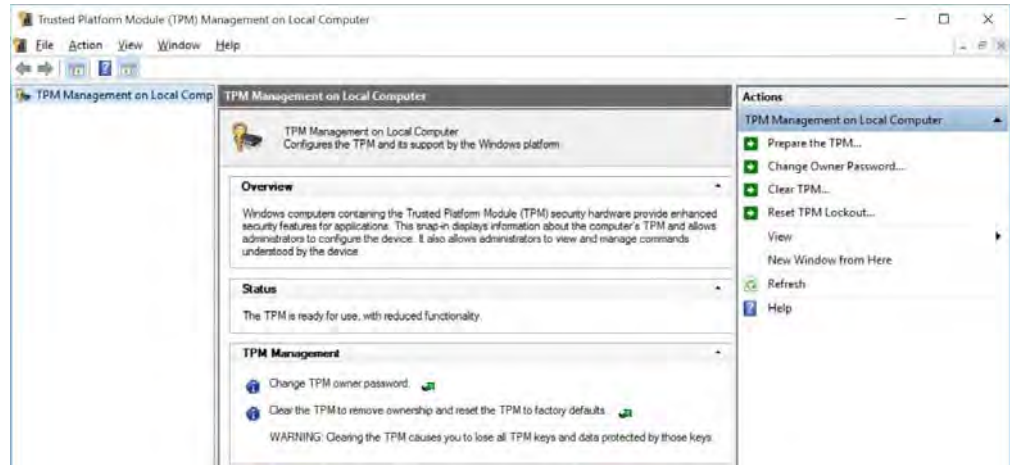 Trusted Platform Module (TPM) Management on Local Computer
File Action View Window Help
TPM Management on Local Comp
TPM Management on Local Computer
TPM Management on Local Computer
Configures the TPM and its support by the Windows platform
Overview
Windows computers containing the Trusted Platform Module (TPM) security hardware provide enhanced
security features for applications. This snap-in displays information about the computer's TPM and allows
administrators to configure the device. It also allows administrators to view and manage commands
understood by the device
Status
The TPM is ready for use, with reduced functionality.
TPM Management
Change TPM owner password.
Clear the TPM to remove ownership and reset the TPM to factory defaults.
WARNING: Clearing the TPM causes you to lose all TPM keys and data protected by those keys.
Actions
TPM Management on Local Computer
Prepare the TPM...
Change Owner Password...
Clear TPM...
Reset TPM Lockout...
View
New Window from Here
Refresh
Help